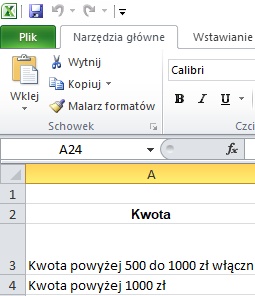 Plik
Narzędzia główne
Wstawianie
Wklej
Wytnij
Kopiuj
Malarz formatów
Schowek
Calibri
B I U
Czci
A24
fx
A
1
2 Kwota
3 Kwota powyżej 500 do 1000 zł włączn
4 Kwota powyżej 1000 zł